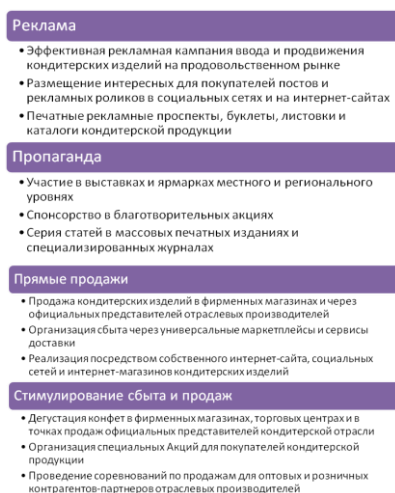 Реклама
•Эффективная рекламная кампания ввода и продвижения
кондитерских изделий на продовольственном рынке
•Размещение интересных для покупателей постов и
рекламных роликов в социальных сетях и на интернет-сайтах
•Печатные рекламные проспекты, буклеты, листовки и
каталоги кондитерской продукции
Пропаганда
•Участие в выставках и ярмарках местного и регионального
уровнях
•Спонсорство в благотворительных акциях
•Серия статей в массовых печатных изданиях и
специализированных журналах
Прямые продажи
• Продажа кондитерских изделий в фирменных магазинах и через
официальных представителей отраслевых производителей
• Организация сбыта через универсальные маркетплейсы и сервисы
доставки
• Реализация посредством собственного интернет-сайта, социальных
сетей и интернет-магазинов кондитерских изделий
Стимулирование сбыта и продаж
• Дегустация конфет в фирменных магазинах, торговых центрах и в
точках продаж официальных представителей кондитерской отрасли
• Организация специальных Акций для покупателей кондитерской
продукции
• Проведение соревнований по продажам для оптовых и розничных
контрагентов-партнеров отраслевых производителей